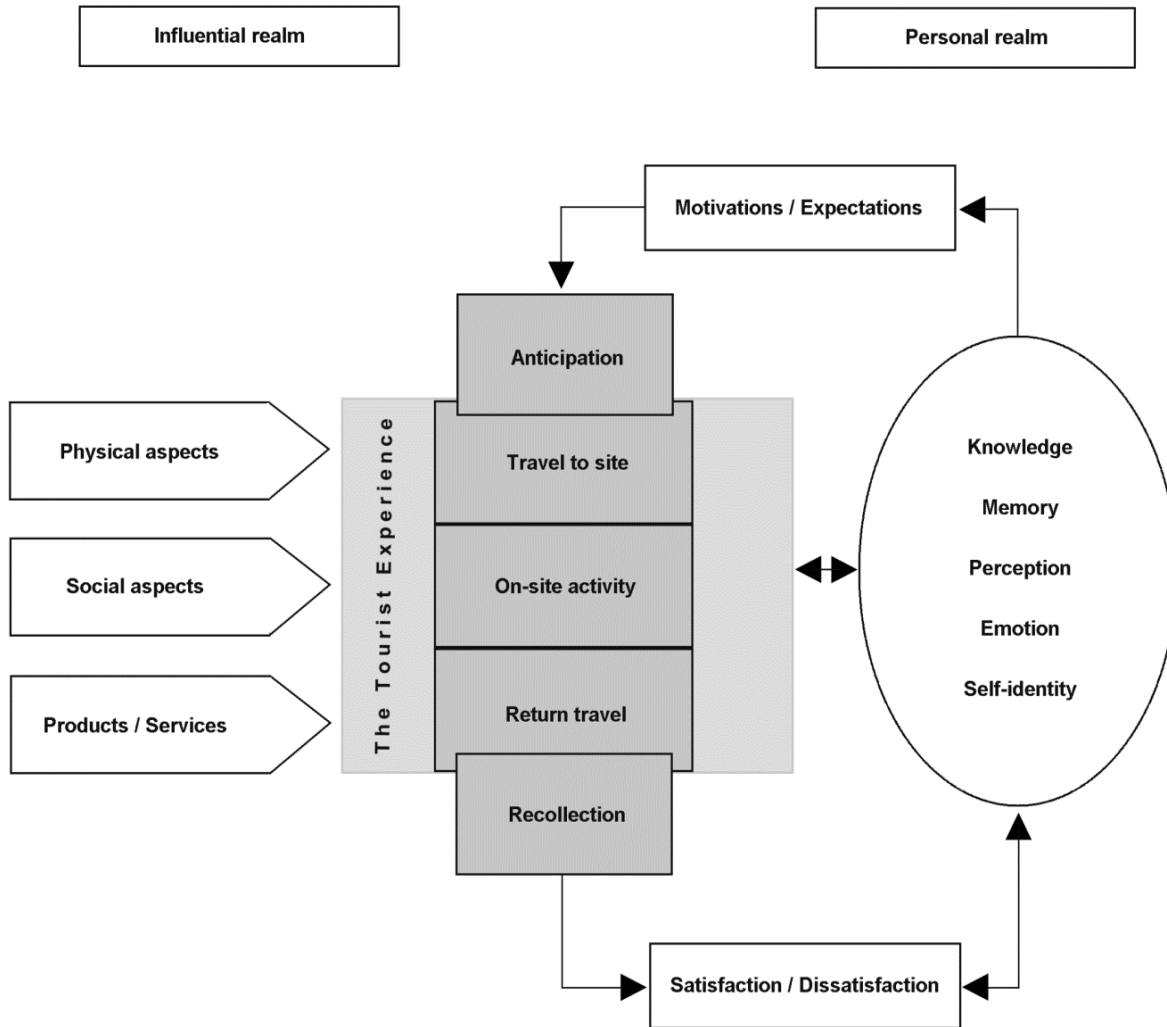 Influential realm
Personal realm
Motivations / Expectations
Anticipation
Physical aspects
Social aspects
Products / Services
The Tourist Experience
Travel to site
On-site activity
Return travel
Recollection
Knowledge
Memory
Perception
Emotion
Self-identity
Satisfaction / Dissatisfaction